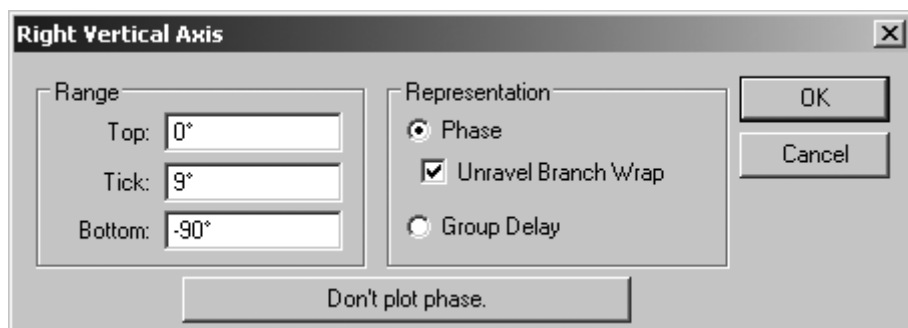 Right Vertical Axis
Range
Top: 0°
Tick: 9°
Bottom: -90°
Representation
Phase
Unravel Branch Wrap
Group Delay
OK
Cancel
Don't plot phase.